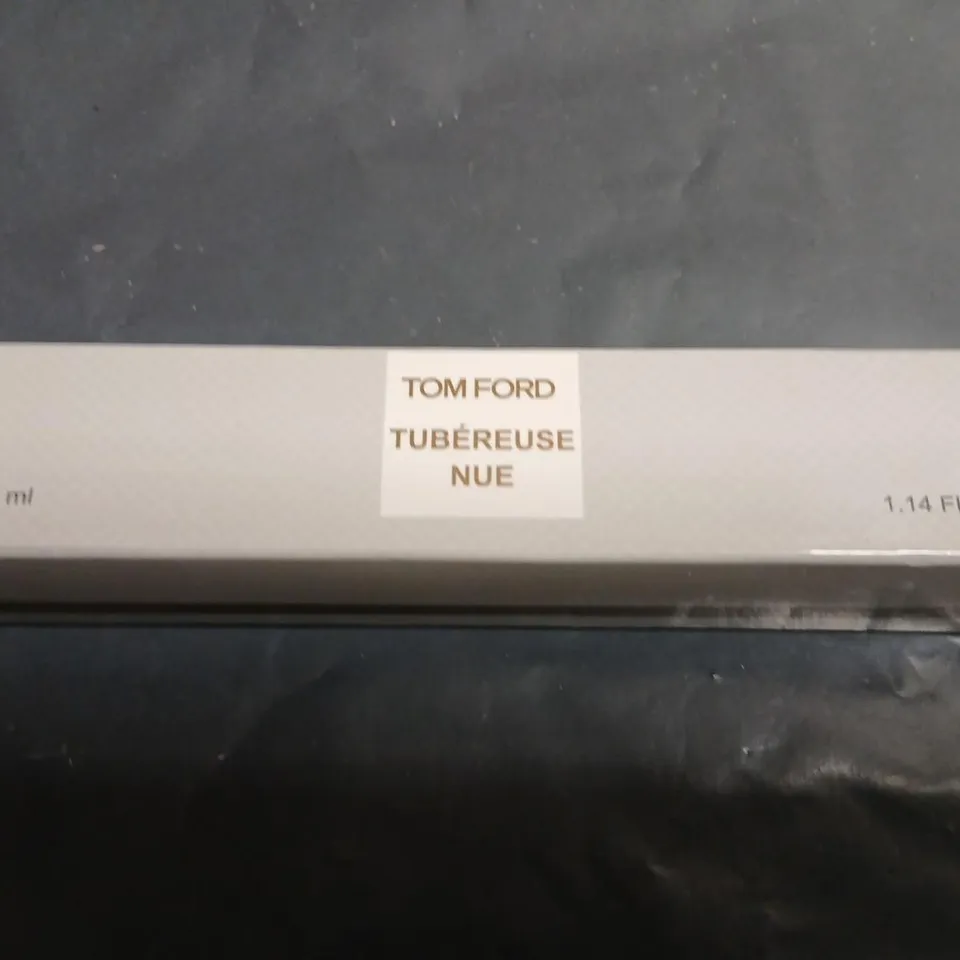 TOM FORD
TUBÉREUSE
NUE
ml
1.14 Fl